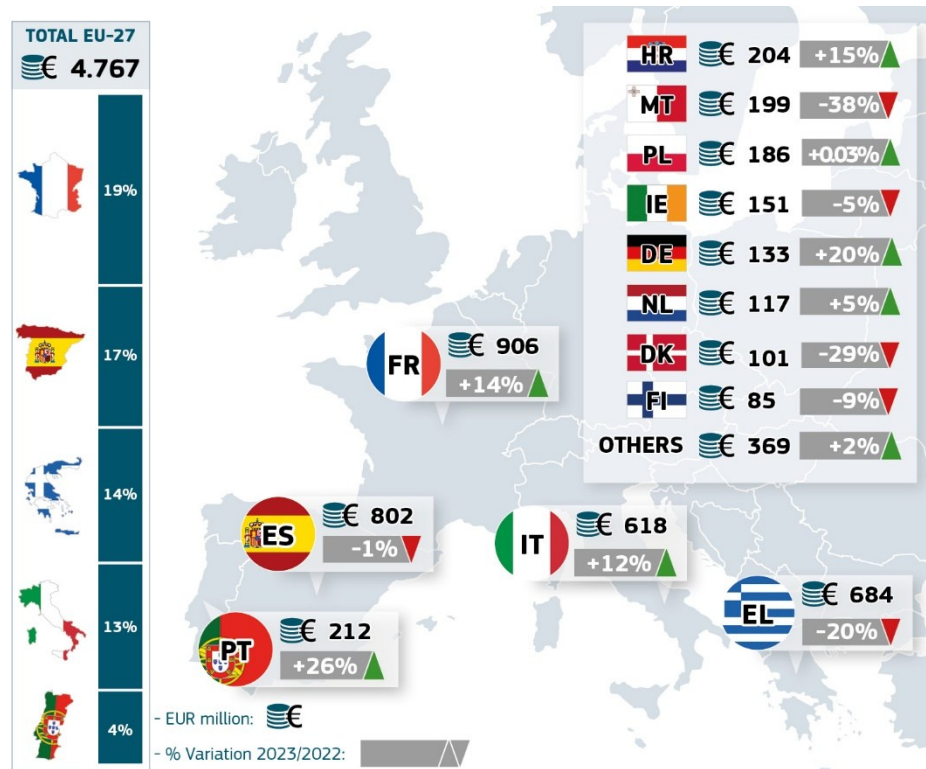 TOTAL EU-27
€ 4.767
19%
17%
14%
13%
4%
HR € 204 +15%
MT € 199 -38%
PL € 186 +0.03%
IE € 151 -5%
DE € 133 +20%
NL € 117 +5%
DK € 101 -29%
FI € 85 -9%
OTHERS € 369 +2%
FR € 906
+14%
ES € 802
-1%
IT € 618
+12%
EL € 684
-20%
PT € 212
+26%
- EUR million: €
- % Variation 2023/2022: